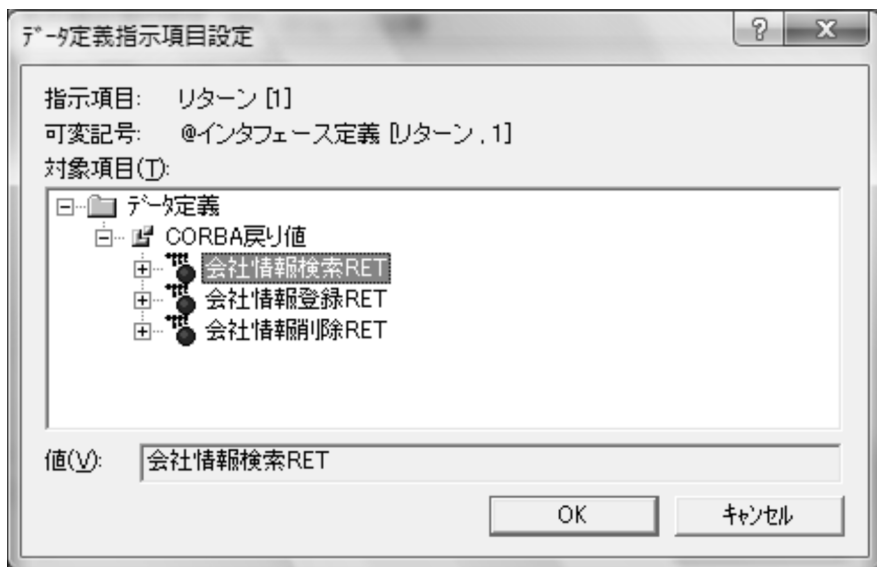 データ定義指示項目設定
指示項目: リターン [1]
可変記号: @インタフェース定義 [リターン , 1]
対象項目(T):
データ定義
CORBA戻り値
会社情報検索RET
会社情報登録RET
会社情報削除RET
値(V): 会社情報検索RET
OK キャンセル